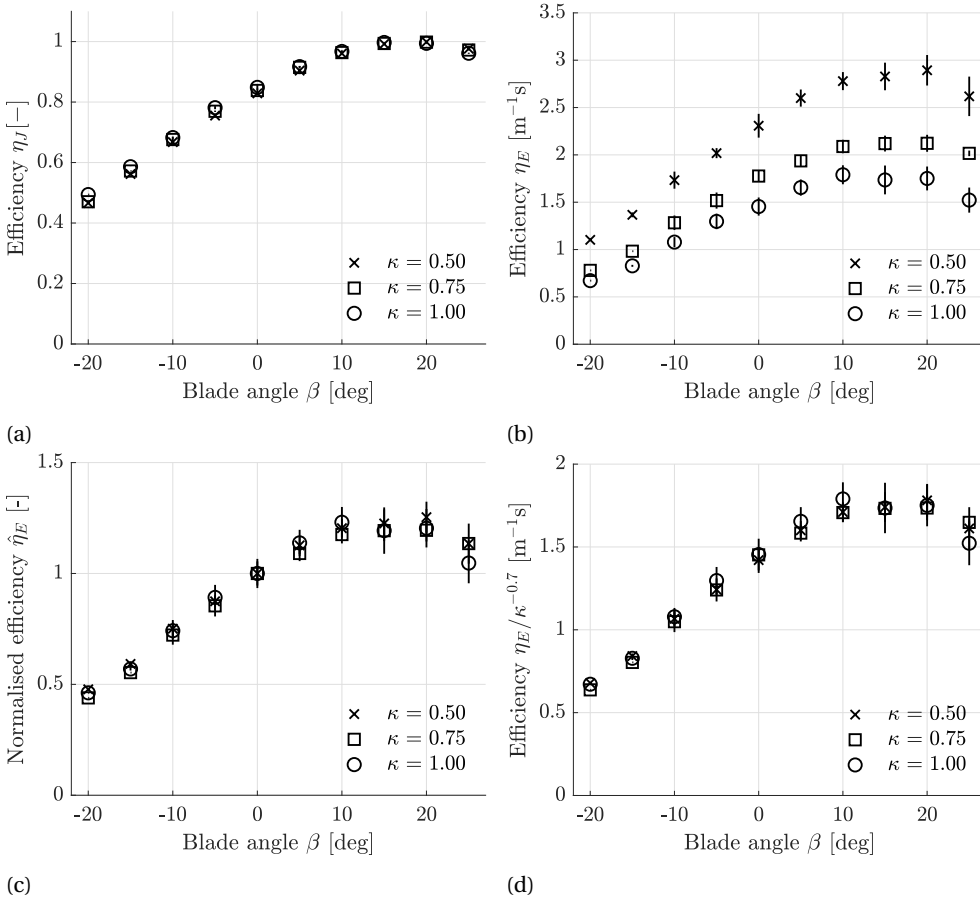 1
0.8
0.6
0.4
0.2
0
Efficiency η_J[−]
κ = 0.50
κ = 0.75
κ = 1.00
-20 -10 0 10 20
Blade angle β [deg]
(a)
3.5
3
2.5
2
1.5
1
0.5
0
Efficiency η_E [m⁻¹s]
κ = 0.50
κ = 0.75
κ = 1.00
-20 -10 0 10 20
Blade angle β [deg]
(b)
1.5
1
0.5
0
Normalised efficiency η̂_E [-]
κ = 0.50
κ = 0.75
κ = 1.00
-20 -10 0 10 20
Blade angle β [deg]
(c)
2
1.5
1
0.5
0
Efficiency η_E/κ^−0.7 [m⁻¹s]
κ = 0.50
κ = 0.75
κ = 1.00
-20 -10 0 10 20
Blade angle β [deg]
(d)